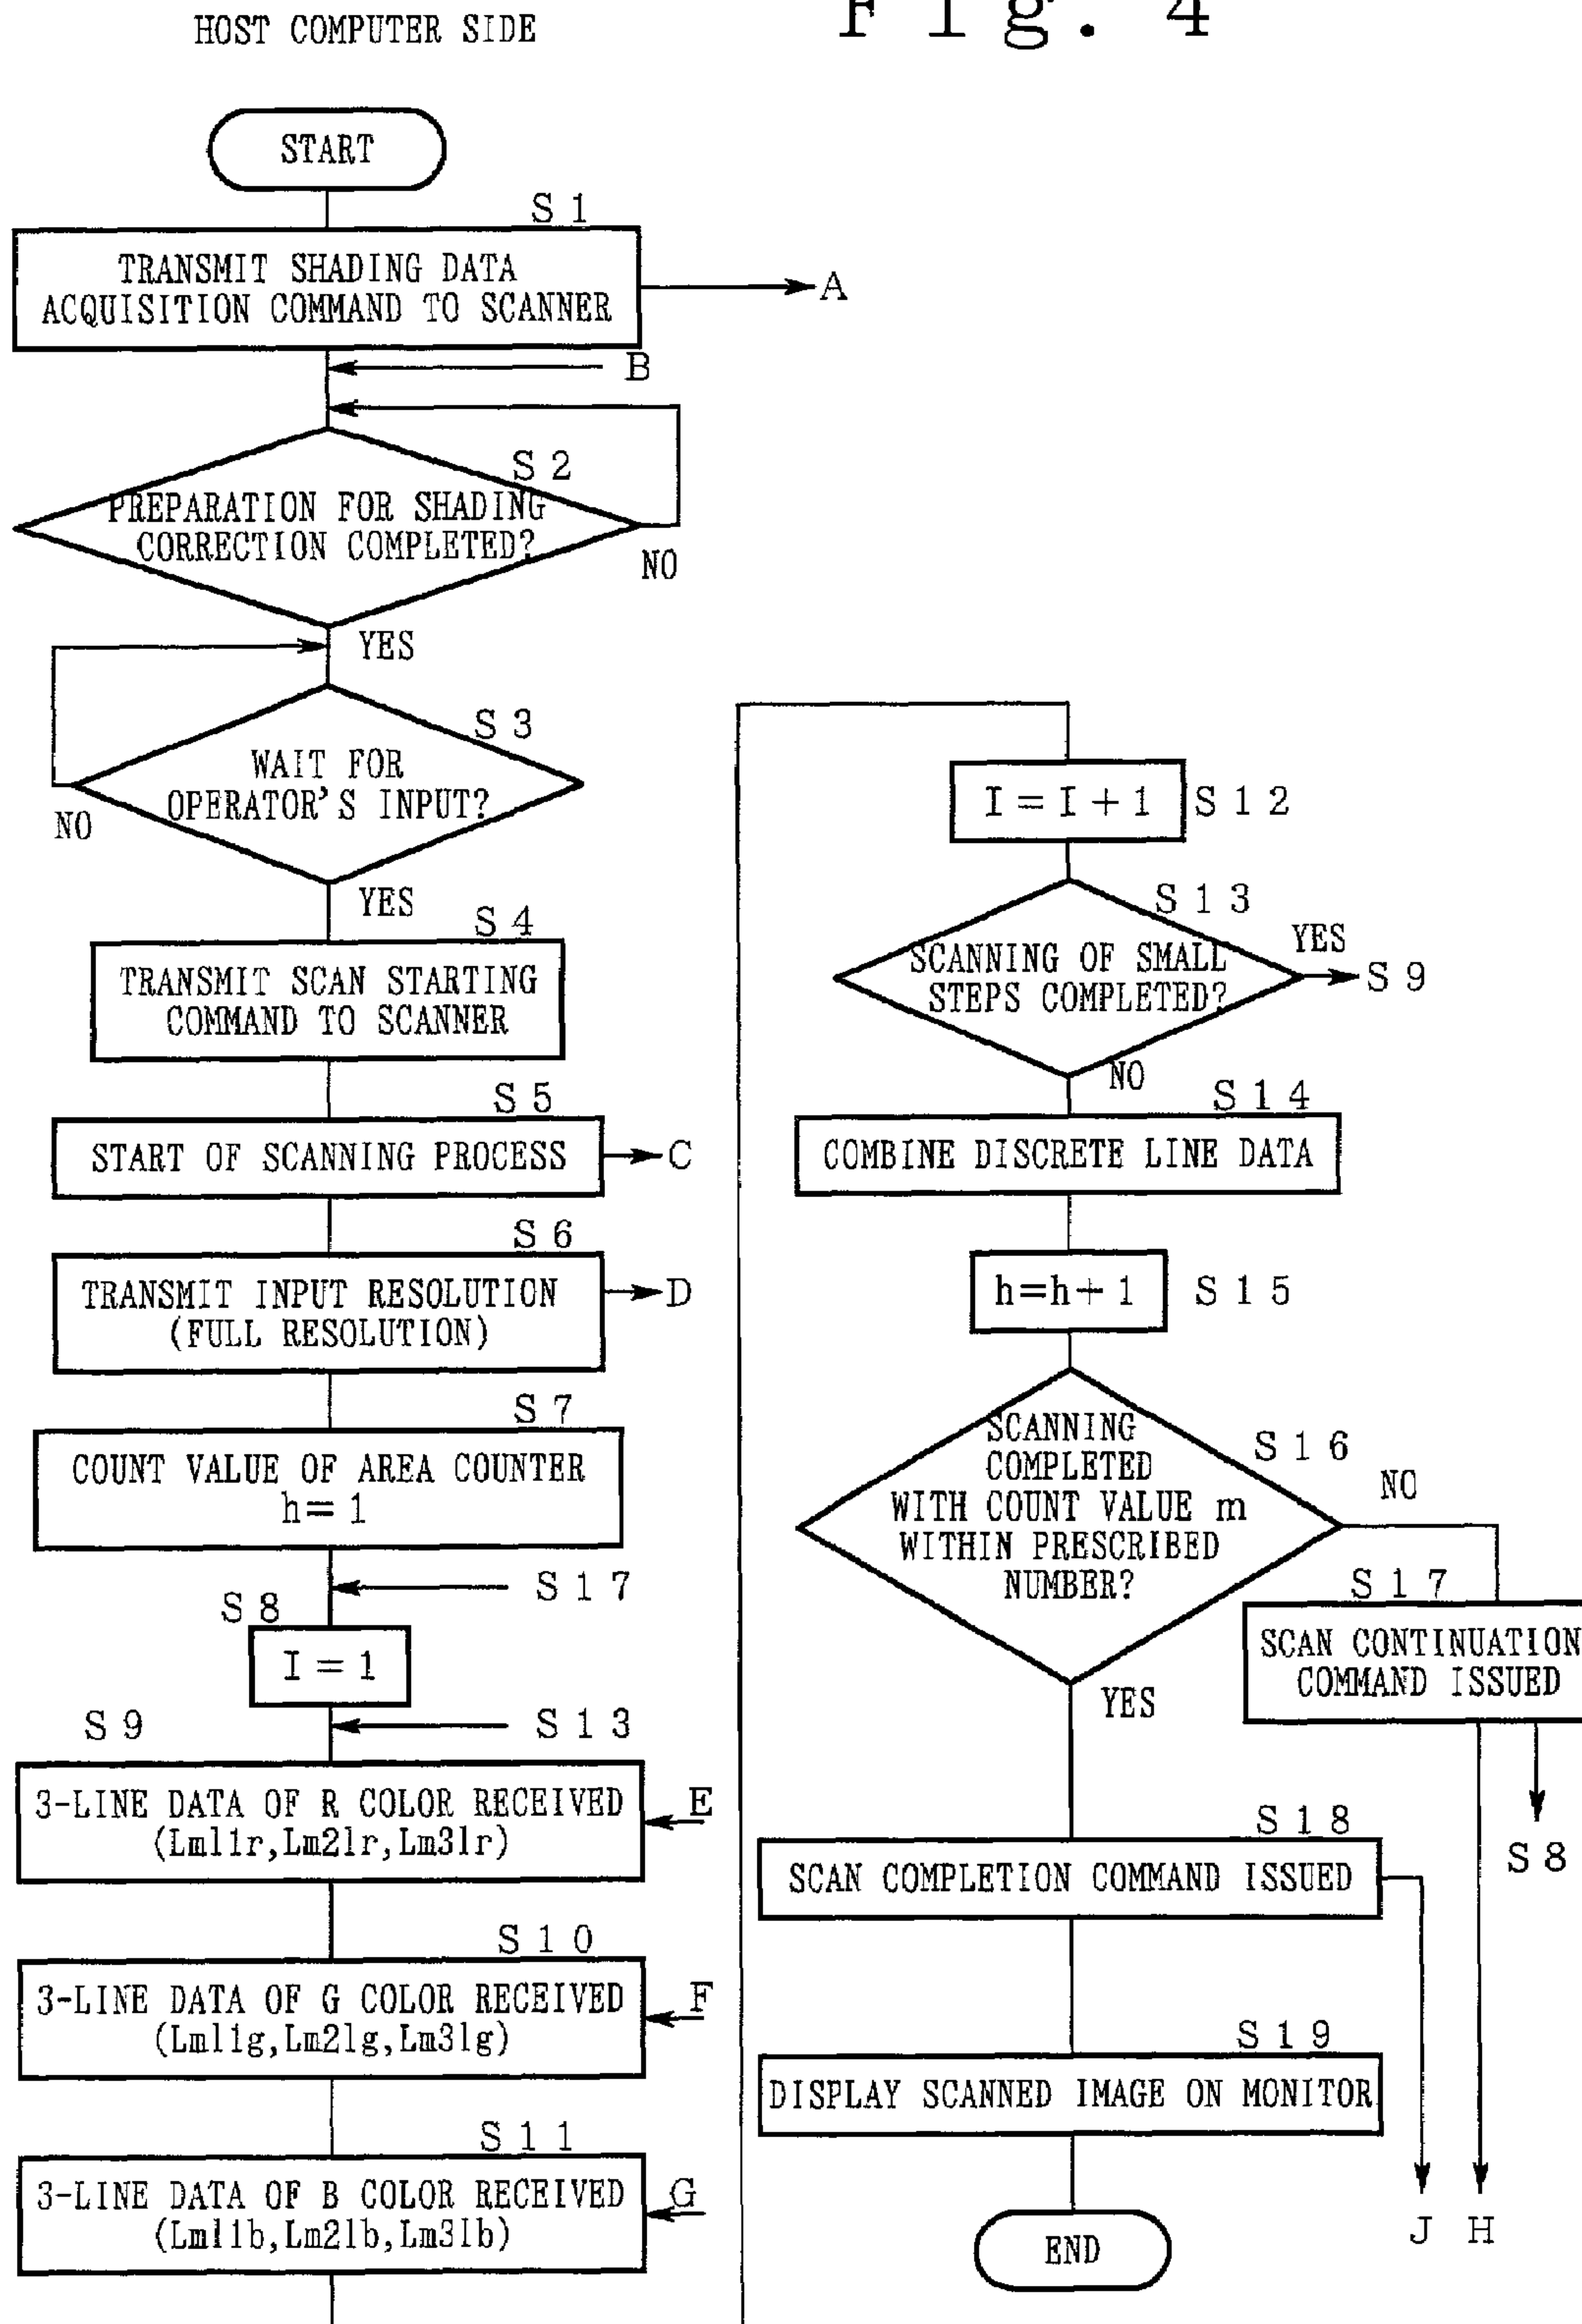 HOST COMPUTER SIDE
Fig. 4
START
S1
TRANSMIT SHADING DATA
ACQUISITION COMMAND TO SCANNER
A
B
S2
PREPARATION FOR SHADING
CORRECTION COMPLETED?
NO
YES
S3
WAIT FOR
OPERATOR'S INPUT?
NO
YES
S4
TRANSMIT SCAN STARTING
COMMAND TO SCANNER
S5
START OF SCANNING PROCESS
C
S6
TRANSMIT INPUT RESOLUTION
(FULL RESOLUTION)
D
S7
COUNT VALUE OF AREA COUNTER
h=1
S17
S8
I=1
S13
S9
3-LINE DATA OF R COLOR RECEIVED
(Lm11r,Lm21r,Lm31r)
E
S10
3-LINE DATA OF G COLOR RECEIVED
(Lm11g,Lm21g,Lm31g)
F
S11
3-LINE DATA OF B COLOR RECEIVED
(Lm11b,Lm21b,Lm31b)
G
I=I+1
S12
S13
SCANNING OF SMALL
STEPS COMPLETED?
YES
S9
NO
S14
COMBINE DISCRETE LINE DATA
h=h+1
S15
SCANNING
COMPLETED
WITH COUNT VALUE m
WITHIN PRESCRIBED
NUMBER?
S16
NO
S17
SCAN CONTINUATION
COMMAND ISSUED
YES
S8
S18
SCAN COMPLETION COMMAND ISSUED
S19
DISPLAY SCANNED IMAGE ON MONITOR
J
H
END